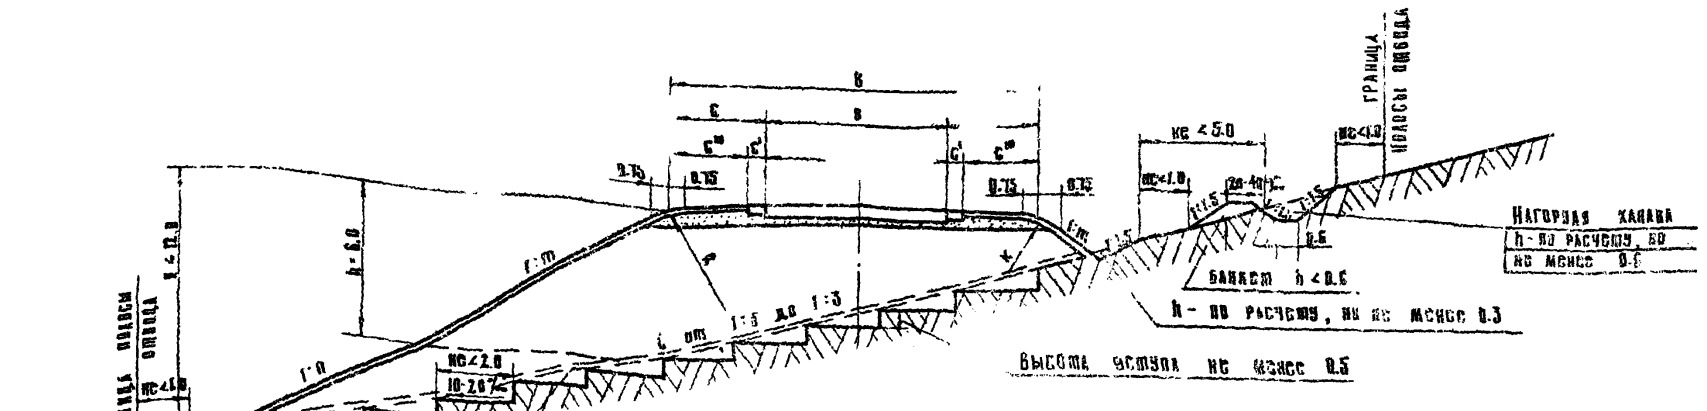 В
С
В
С'''
С'
С'
С'''
0.75
0.75
0.75
0.75
ГРАНИЦА
ПОЛОСЫ ОТВОДА
не < 5.0
не < 1.0
не < 1.0
1:1.5
1:1.5
0.6
НАГОРНАЯ КАНАВА
h - по расчету, но
не менее 0.6
БАНКЕТ h < 0.6
h - по расчету, но не менее 0.3
ВЫСОТА УСТУПА не менее 0.5
1:m
1:m
1:1.5
К
h = 6.0
1:n
i от 1:5 до 1:3
не < 2.0
10-20‰
ПОЛОСЫ
ОТВОДА
не < 1.0